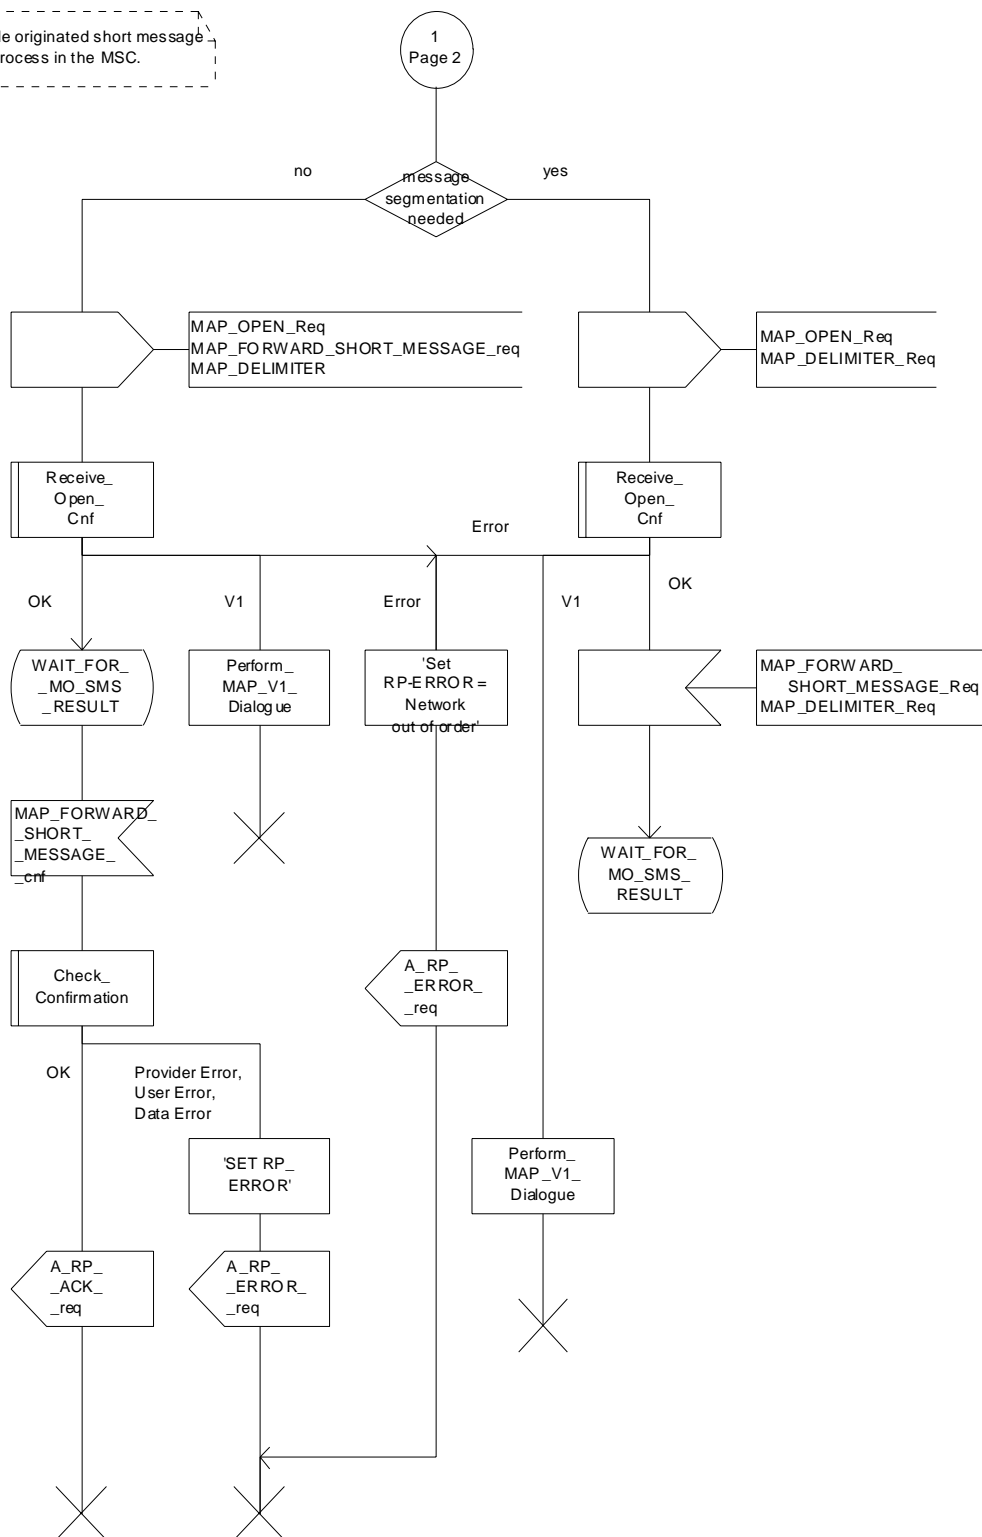 originated short message
rocess in the MSC.
1
Page 2
no
yes
message
segmentation
needed
MAP_OPEN_Req
MAP_FORWARD_SHORT_MESSAGE_req
MAP_DELIMITER
MAP_OPEN_Req
MAP_DELIMITER_Req
Receive_
Open_
Cnf
Receive_
Open_
Cnf
Error
OK
V1
Error
V1
OK
WAIT_FOR_
_MO_SMS
_RESULT
Perform_
MAP_V1_
Dialogue
'Set
RP-ERROR =
Network
out of order'
MAP_FORWARD_
SHORT_MESSAGE_Req
MAP_DELIMITER_Req
MAP_FORWARD_
_SHORT_
_MESSAGE_
_cnf
WAIT_FOR_
MO_SMS_
RESULT
Check_
Confirmation
A_RP_
_ERROR_
_req
OK
Provider Error,
User Error,
Data Error
'SET RP_
ERROR'
Perform_
MAP_V1_
Dialogue
A_RP_
_ACK_
_req
A_RP_
_ERROR_
_req